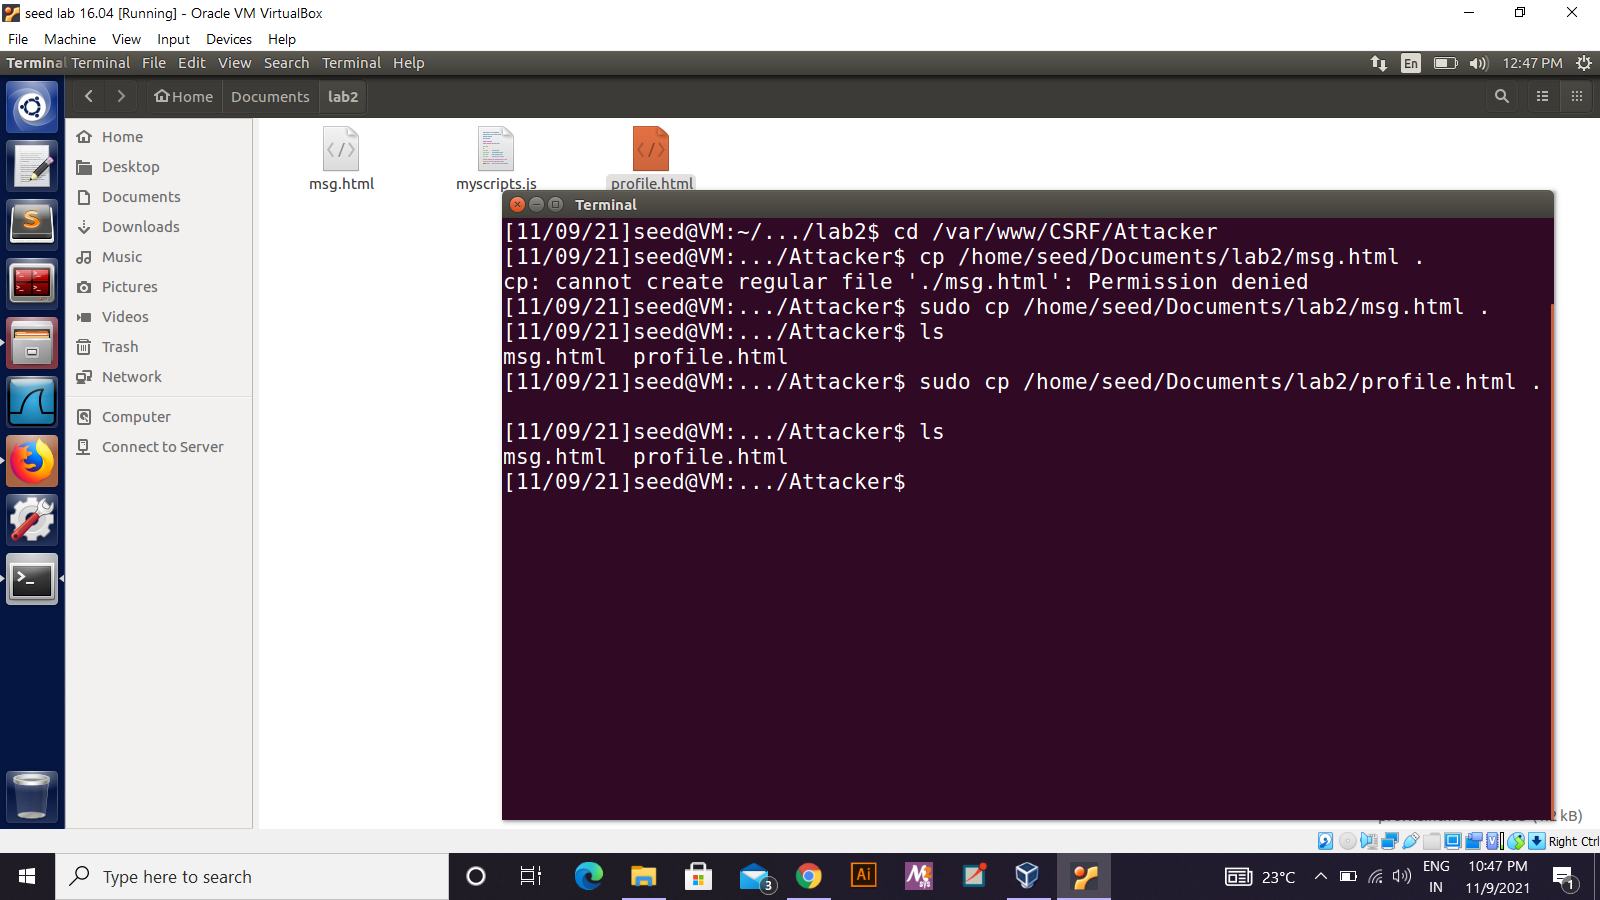 seed lab 16.04 [Running] - Oracle VM VirtualBox
File Machine View Input Devices Help
Terminal Terminal File Edit View Search Terminal Help
En 12:47 PM
Home Documents lab2
Home
Desktop
Documents
Downloads
Music
Pictures
Videos
Trash
Network
Computer
Connect to Server
msg.html myscripts.js profile.html
Terminal
[11/09/21]seed@VM:~/.../lab2$ cd /var/www/CSRF/Attacker
[11/09/21]seed@VM:.../Attacker$ cp /home/seed/Documents/lab2/msg.html .
cp: cannot create regular file './msg.html': Permission denied
[11/09/21]seed@VM:.../Attacker$ sudo cp /home/seed/Documents/lab2/msg.html .
[11/09/21]seed@VM:.../Attacker$ ls
msg.html  profile.html
[11/09/21]seed@VM:.../Attacker$ sudo cp /home/seed/Documents/lab2/profile.html .
[11/09/21]seed@VM:.../Attacker$ ls
msg.html  profile.html
[11/09/21]seed@VM:.../Attacker$
kB)
Right Ctrl
Type here to search
3
Ai
23°C
ENG
IN
10:47 PM
11/9/2021
1